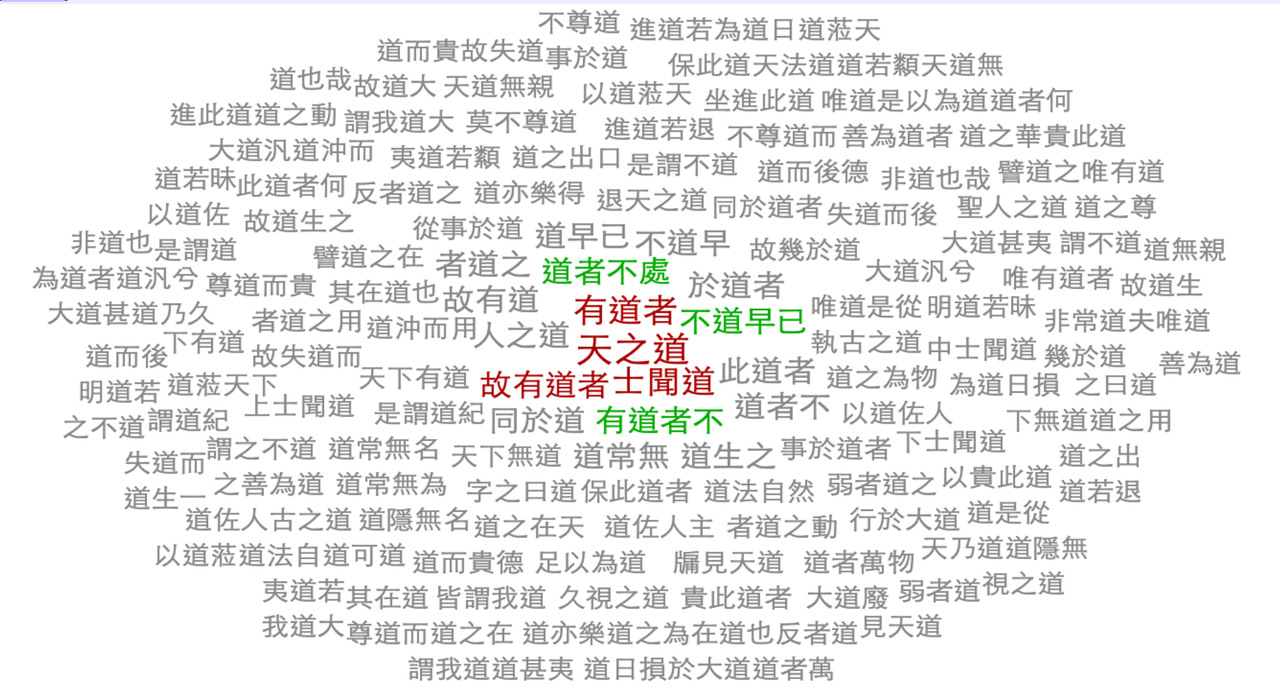 不尊道 進道若為道日道蒞天
道而貴故失道事於道 保此道天法道道若纇天道無
道也哉故道大 天道無親 以道蒞天 坐進此道 唯道是以為道道者何
進此道道之動 謂我道大 莫不尊道 進道若退 不尊道而 善為道者 道之華貴此道
大道汎道沖而 夷道若纇 道之出口 是謂不道 道而後德 非道也哉 譬道之唯有道
道若昧此道者何 反者道之 道亦樂得 退天之道 同於道者 失道而後 聖人之道 道之尊
以道佐 故道生之 從事於道 道早已 不道早 故幾於道 大道甚夷 謂不道 道無親
非道也 是謂道 譬道之在 者道之 道者不處 於道者 大道汎兮 唯有道者 故道生
為道者道汎兮 尊道而貴 其在道也 故有道 有道者 不道早已 唯道是從 明道若昧 非常道夫唯道
大道甚道乃久 者道之用 道沖而用 人之道 天之道 執古之道 中士聞道 幾於道 善為道
道而後 下有道 故失道而 天下有道 故有道者 士聞道 此道者 道之為物 為道日損 之曰道
明道若 道蒞天下 上士聞道 是謂道紀 同於道 有道者不 道者不 以道佐人 下無道道之用
之不道 謂道紀 謂之不道 道常無名 天下無道 道常無 道生之 事於道者 下士聞道 道之出
失道而 之善為道 道常無為 字之曰道 保此道者 道法自然 弱者道之 以貴此道 道若退
道生一 道佐人古之道 道隱無名 道之在天 道佐人主 者道之動 行於大道 道是從
以道蒞道法自道可道 道而貴德 足以為道 牖見天道 道者萬物 天乃道道隱無
夷道若 其在道 皆謂我道 久視之道 貴此道者 大道廢 弱者道 視之道
我道大 尊道而道之在 道亦樂道之為在道也反者道 見天道
謂我道道甚夷 道日損於大道道者萬